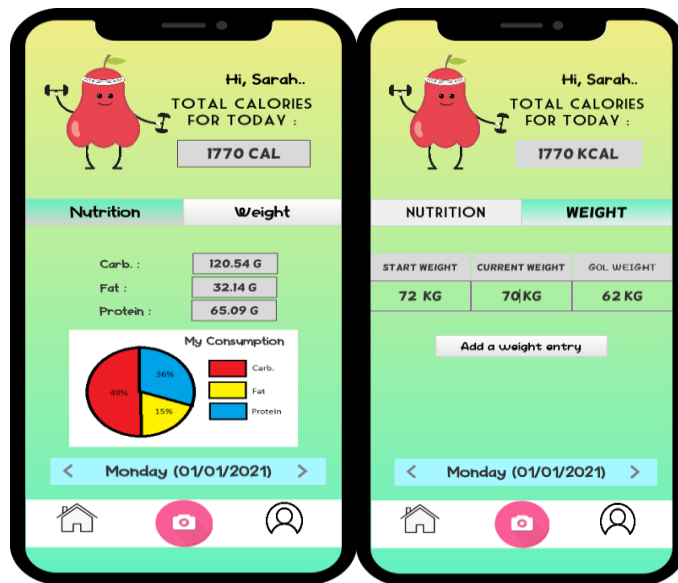 Hi, Sarah..
TOTAL CALORIES
FOR TODAY :
1770 CAL
Nutrition Weight
Carb. : 120.54 G
Fat : 32.14 G
Protein : 65.09 G
My Consumption
49%
36%
15%
Carb.
Fat
Protein
< Monday (01/01/2021) >
Hi, Sarah..
TOTAL CALORIES
FOR TODAY :
1770 KCAL
NUTRITION WEIGHT
START WEIGHT CURRENT WEIGHT GOL WEIGHT
72 KG 70 KG 62 KG
Add a weight entry
< Monday (01/01/2021) >